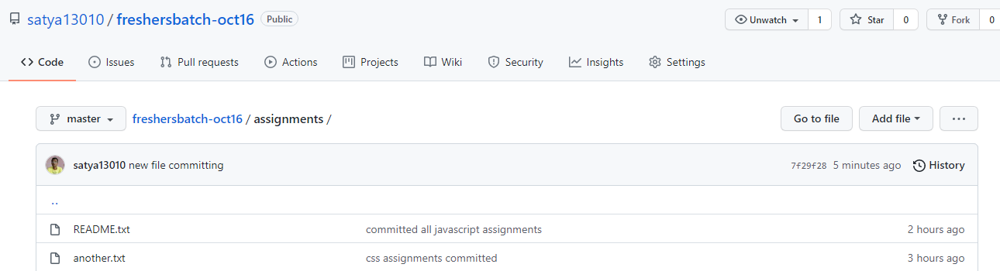 satya13010 / freshersbatch-oct16 Public Unwatch 1 Star 0 Fork 0
Code Issues Pull requests Actions Projects Wiki Security Insights Settings
master freshersbatch-oct16 / assignments / Go to file Add file ...
satya13010 new file committing 7f29f28 5 minutes ago History
..
README.txt committed all javascript assignments 2 hours ago
another.txt css assignments committed 3 hours ago